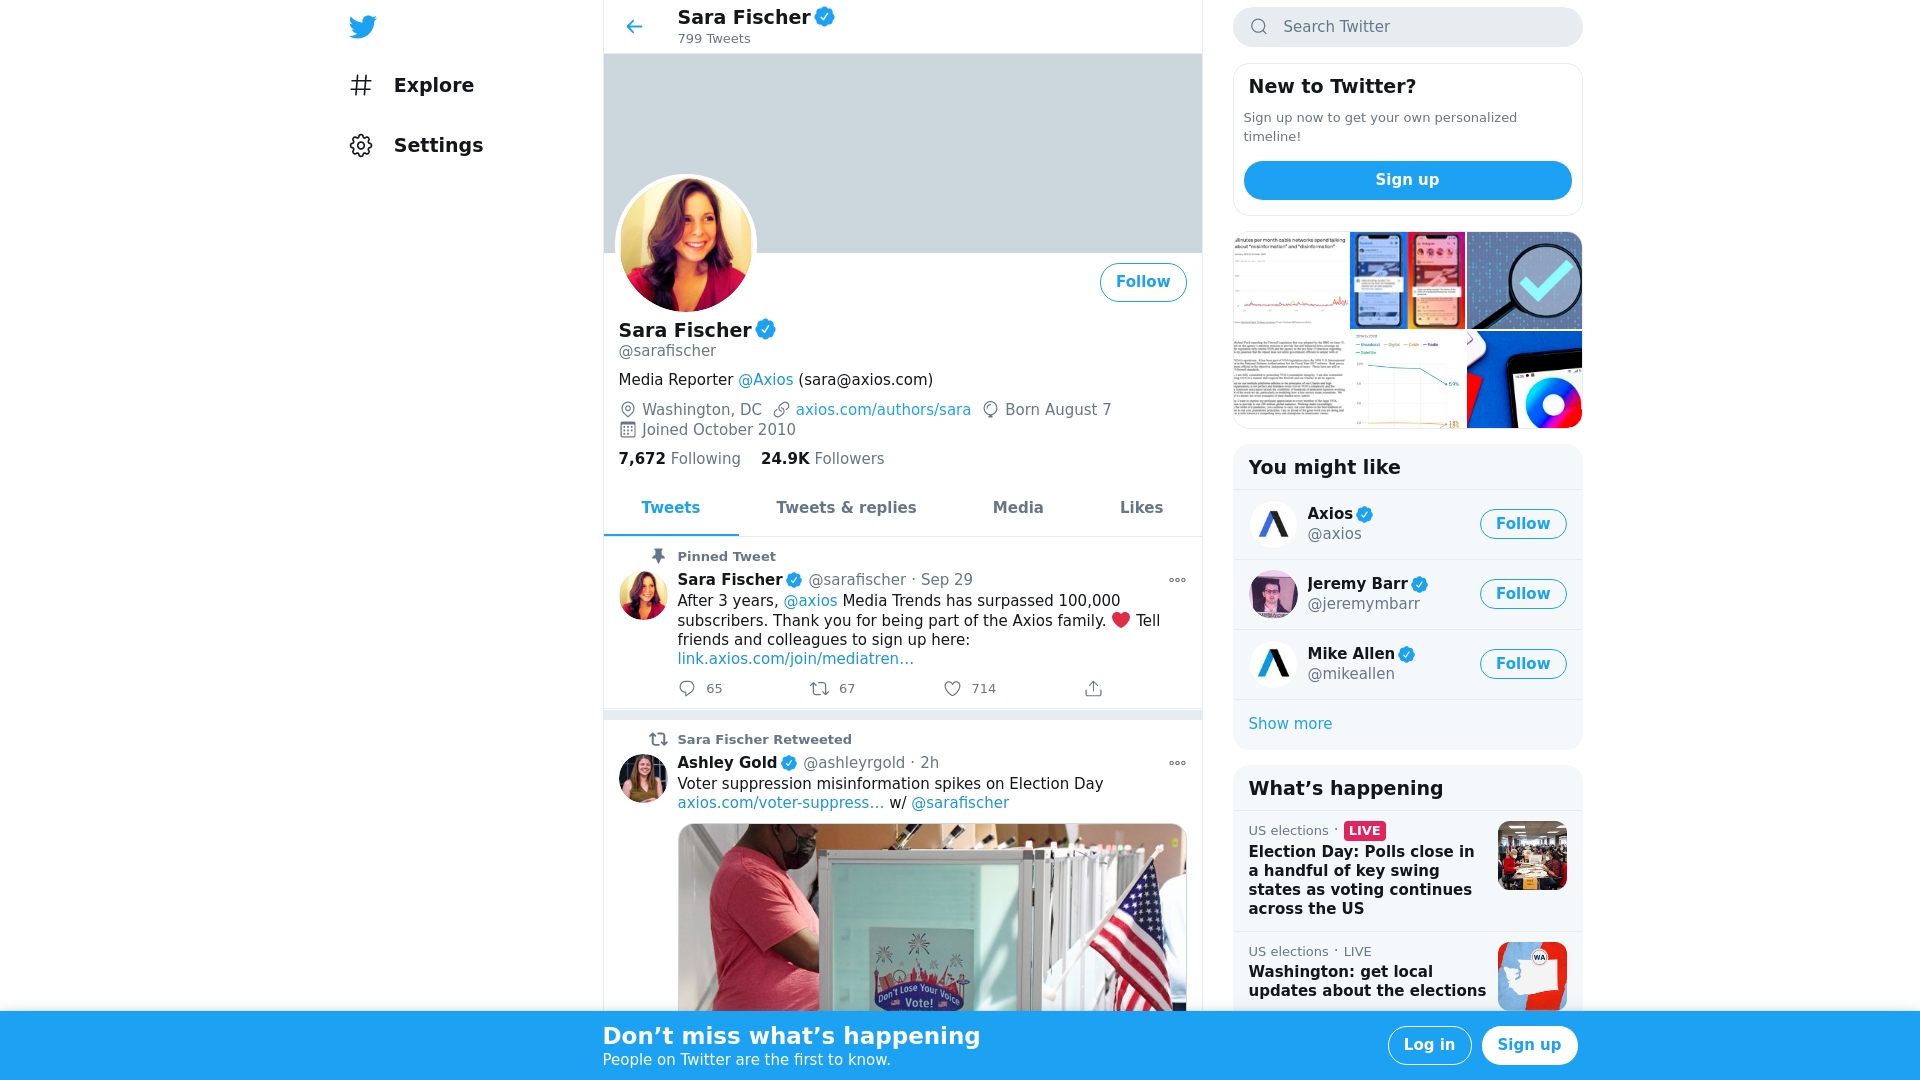 Explore
Settings
Sara Fischer
799 Tweets
Follow
Sara Fischer
@sarafischer
Media Reporter @Axios (sara@axios.com)
Washington, DC axios.com/authors/sara Born August 7
Joined October 2010
7,672 Following 24.9K Followers
Tweets Tweets & replies Media Likes
Pinned Tweet
Sara Fischer @sarafischer · Sep 29
After 3 years, @axios Media Trends has surpassed 100,000
subscribers. Thank you for being part of the Axios family. Tell
friends and colleagues to sign up here:
link.axios.com/join/mediatren…
65 67 714
Sara Fischer Retweeted
Ashley Gold @ashleyrgold · 2h
Voter suppression misinformation spikes on Election Day
axios.com/voter-suppress… w/ @sarafischer
Don't Lose Your Voice
Vote!
Search Twitter
New to Twitter?
Sign up now to get your own personalized
timeline!
Sign up
You might like
Axios
@axios
Follow
Jeremy Barr
@jeremymbarr
Follow
Mike Allen
@mikeallen
Follow
Show more
What’s happening
US elections · LIVE
Election Day: Polls close in
a handful of key swing
states as voting continues
across the US
US elections · LIVE
Washington: get local
updates about the elections
WA
Don’t miss what’s happening
People on Twitter are the first to know.
Log in
Sign up